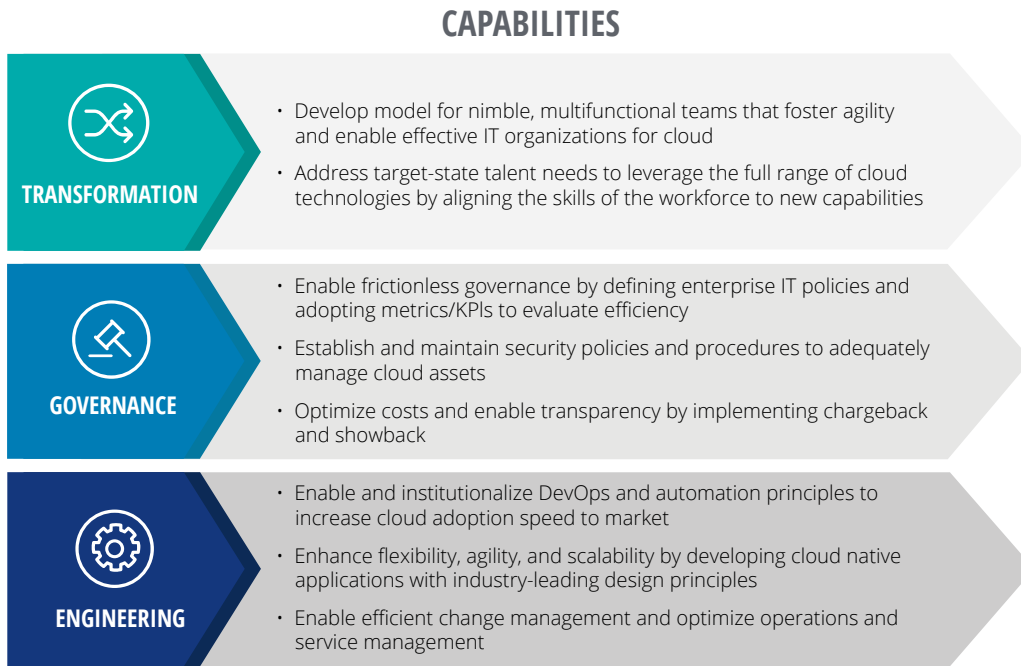 CAPABILITIES
TRANSFORMATION
• Develop model for nimble, multifunctional teams that foster agility
and enable effective IT organizations for cloud
• Address target-state talent needs to leverage the full range of cloud
technologies by aligning the skills of the workforce to new capabilities
GOVERNANCE
• Enable frictionless governance by defining enterprise IT policies and
adopting metrics/KPIs to evaluate efficiency
• Establish and maintain security policies and procedures to adequately
manage cloud assets
• Optimize costs and enable transparency by implementing chargeback
and showback
ENGINEERING
• Enable and institutionalize DevOps and automation principles to
increase cloud adoption speed to market
• Enhance flexibility, agility, and scalability by developing cloud native
applications with industry-leading design principles
• Enable efficient change management and optimize operations and
service management